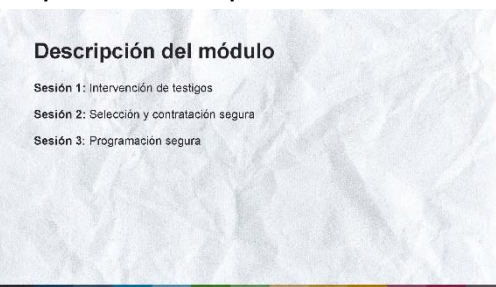 Descripción del módulo
Sesión 1: Intervención de testigos
Sesión 2: Selección y contratación segura
Sesión 3: Programación segura